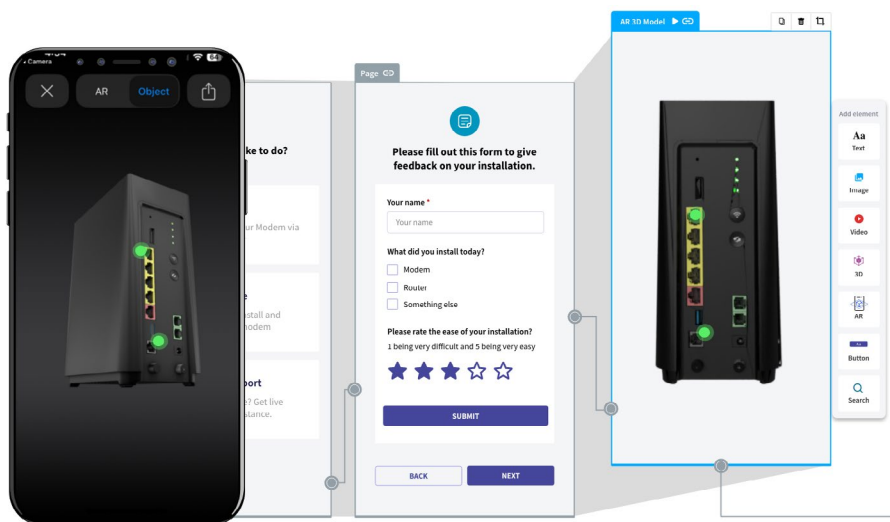 Camera
64
AR
Object
ke to do?
ur Modem via
e
nstall and
modem
port
e? Get live
stance.
Page
Please fill out this form to give
feedback on your installation.
Your name *
Your name
What did you install today?
Modem
Router
Something else
Please rate the ease of your installation?
1 being very difficult and 5 being very easy
SUBMIT
BACK
NEXT
AR 3D Model
Add element
Aa
Text
Image
Video
3D
AR
Button
Search